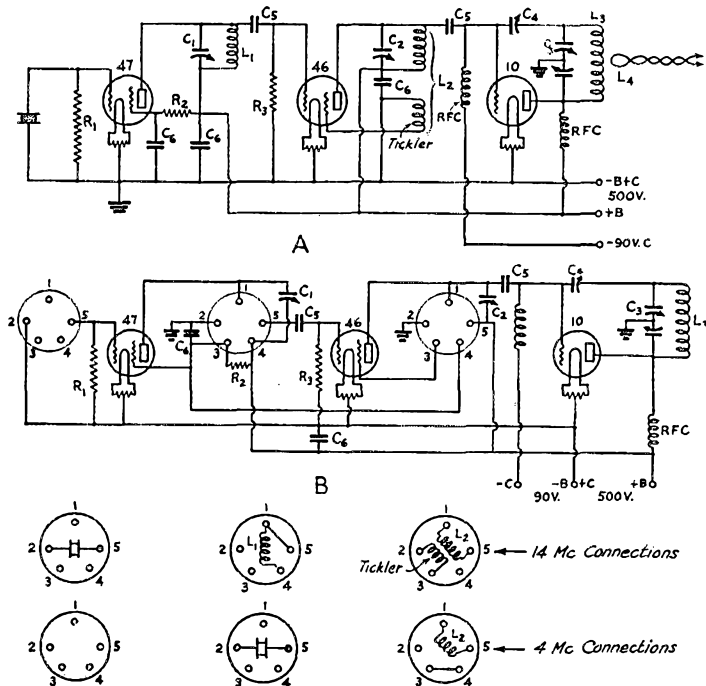 C5 C5 C4 L3
47 C1 L1 46 C2 L2 10 L4
R1 R2 R3 C6 RFC
C6 C6 Tickler RFC
-B+C
500V.
+B
-90V. C
A
1 C1 1 C5 C4
2 5 47 2 5 C5 46 2 5 C2 10 C3
3 4 C6 3 4 3 4
R1 R2 R3
C6 RFC
B -C -B +C +B
90V. 500V.
1 1 1
2 5 2 L1 5 2 L2 5 14 Mc Connections
Tickler
3 4 3 4 3 4
1 1 1
2 5 2 5 2 L2 5 4 Mc Connections
3 4 3 4 3 4